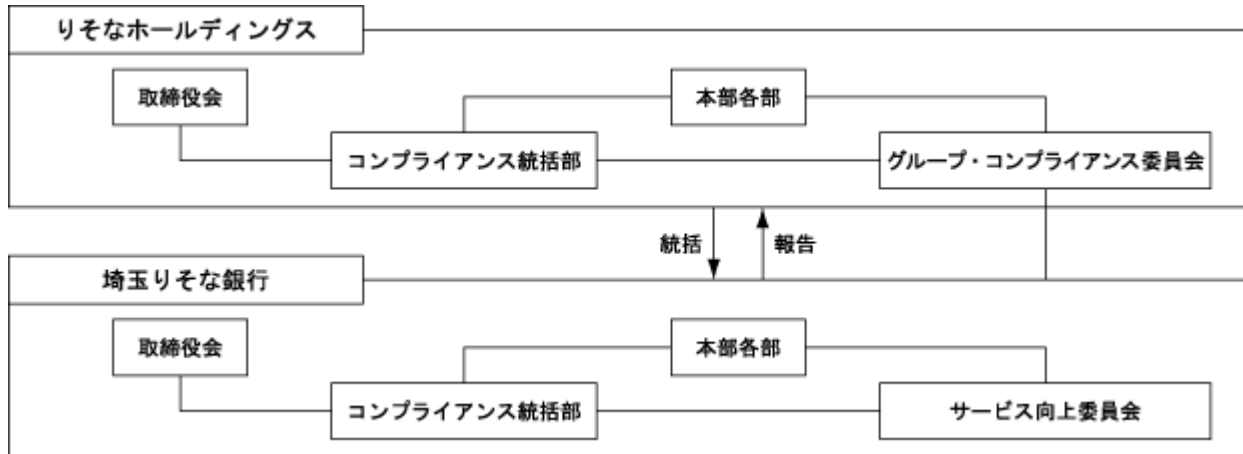 りそなホールディングス
取締役会
本部各部
コンプライアンス統括部
グループ・コンプライアンス委員会
統括
報告
埼玉りそな銀行
取締役会
本部各部
コンプライアンス統括部
サービス向上委員会